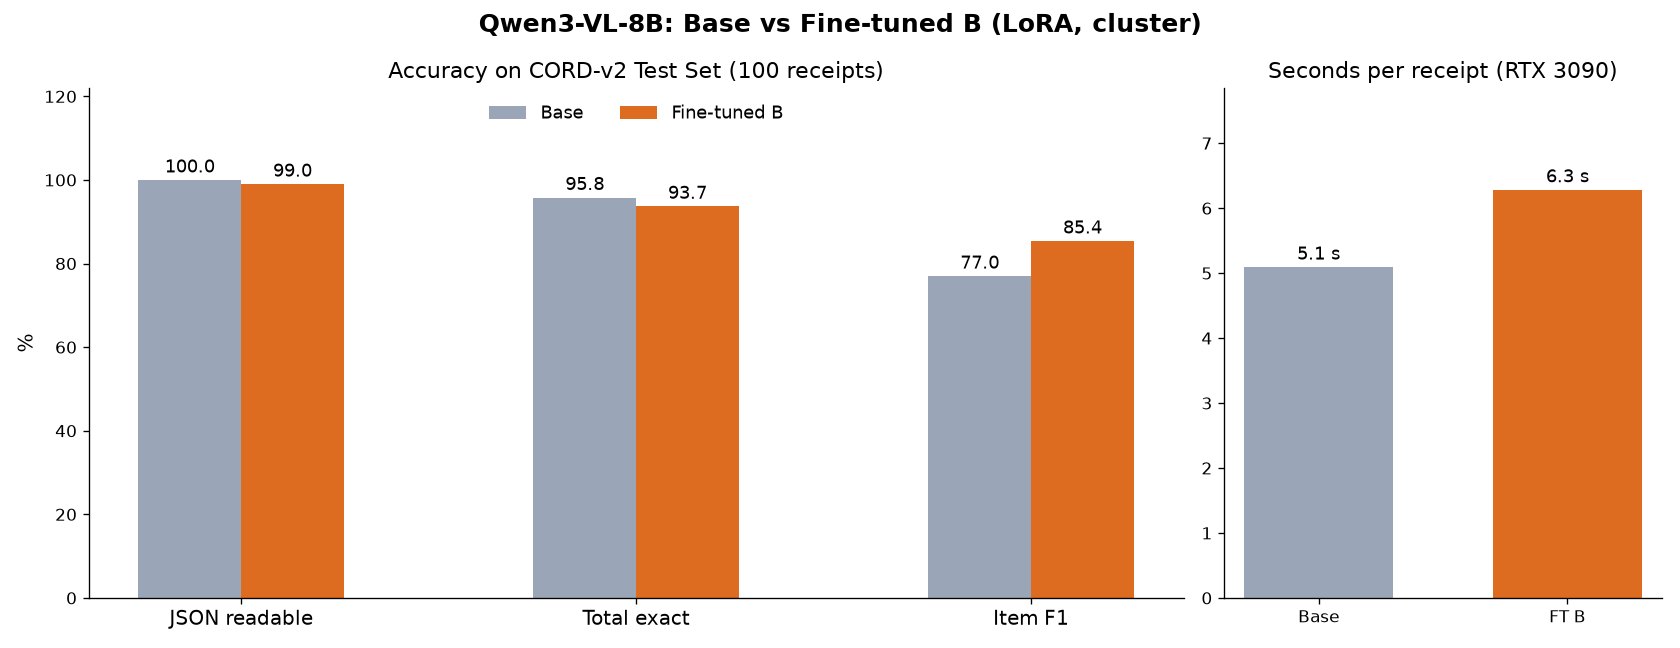 Qwen3-VL-8B: Base vs Fine-tuned B (LoRA, cluster)
Accuracy on CORD-v2 Test Set (100 receipts)
Base
Fine-tuned B
%
120
100
80
60
40
20
0
100.0
99.0
95.8
93.7
77.0
85.4
JSON readable
Total exact
Item F1
Seconds per receipt (RTX 3090)
7
6
5
4
3
2
1
0
5.1 s
6.3 s
Base
FT B